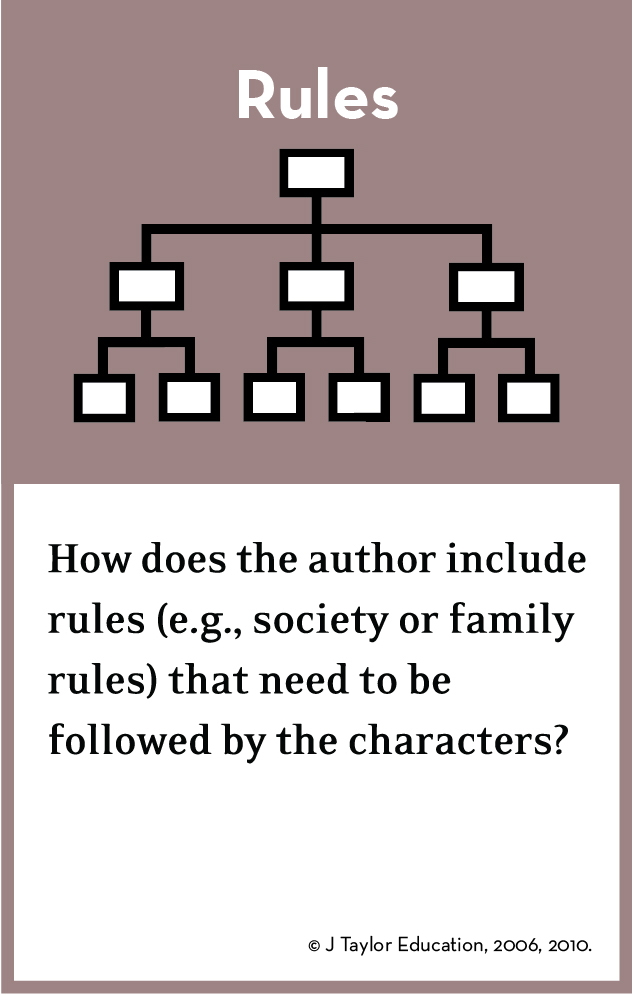 Rules
How does the author include
rules (e.g., society or family
rules) that need to be
followed by the characters?
© J Taylor Education, 2006, 2010.